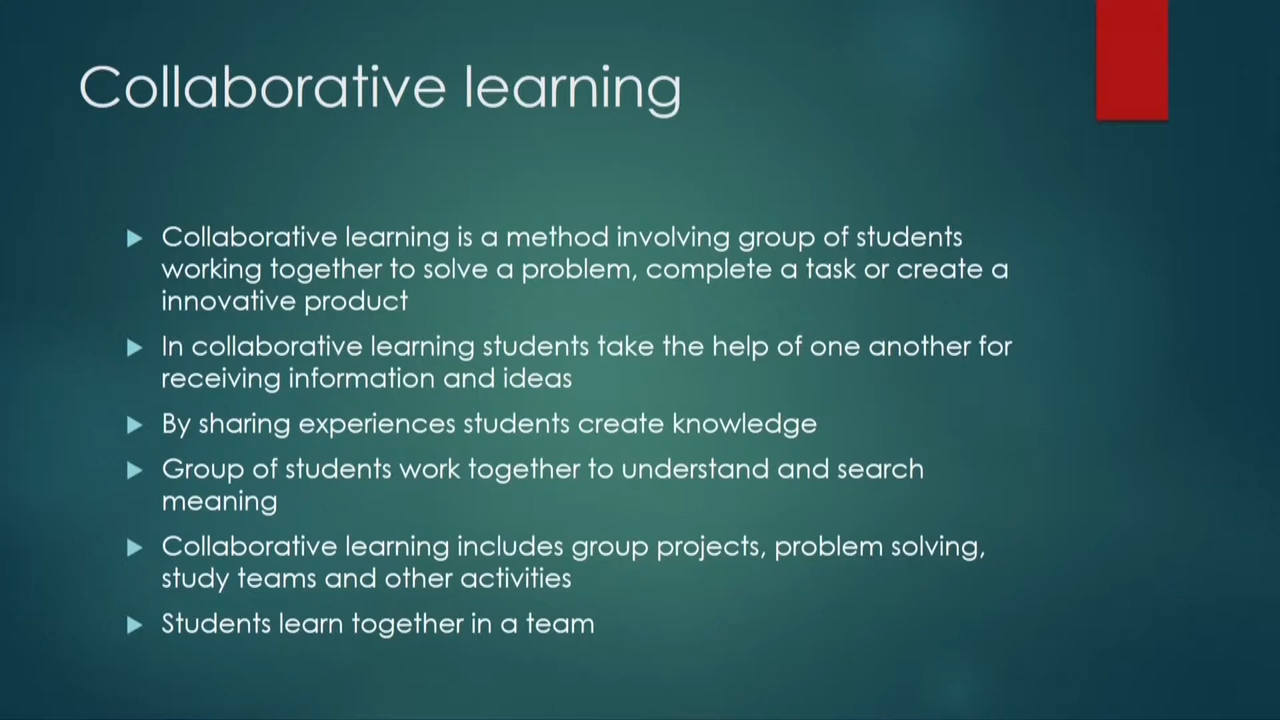 Collaborative learning
Collaborative learning is a method involving group of students
working together to solve a problem, complete a task or create a
innovative product
In collaborative learning students take the help of one another for
receiving information and ideas
By sharing experiences students create knowledge
Group of students work together to understand and search
meaning
Collaborative learning includes group projects, problem solving,
study teams and other activities
Students learn together in a team